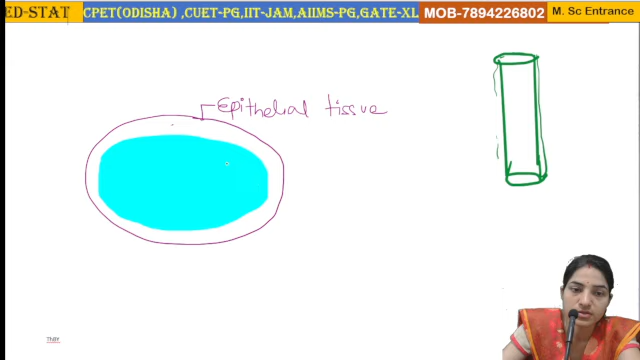 ED-STAT CPET(ODISHA) ,CUET-PG,IIT-JAM,AIIMS-PG,GATE-XL MOB-7894226802 M. Sc Entrance
Epithelial tissue